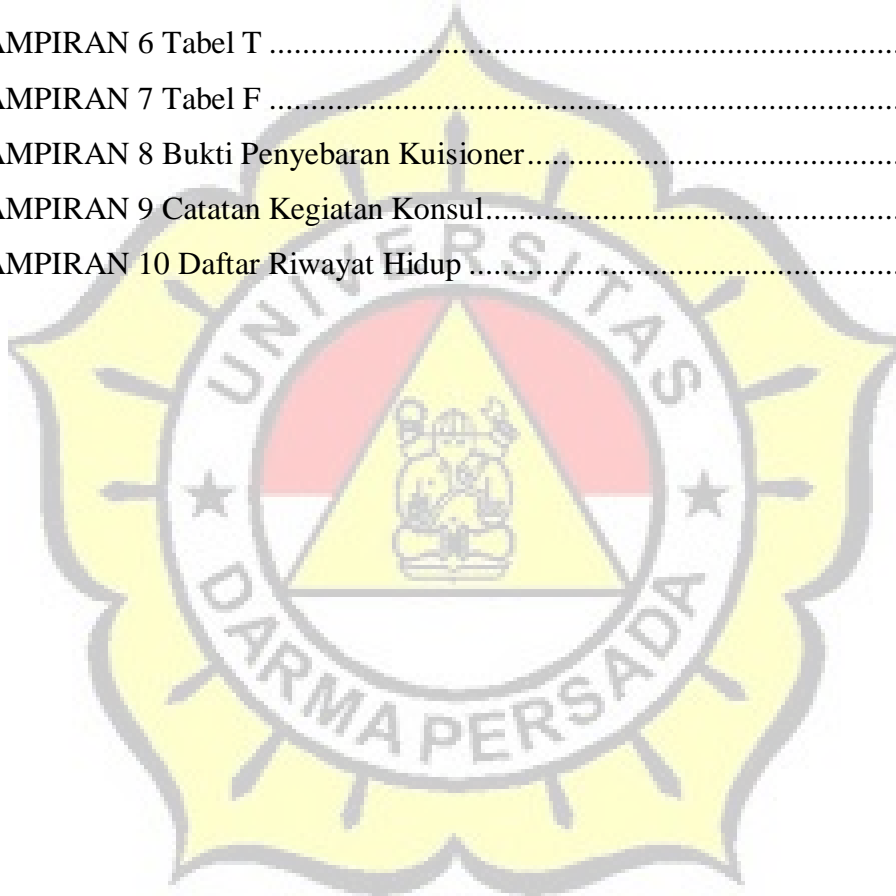 AMPIRAN 6 Tabel T ................................................................................
AMPIRAN 7 Tabel F ................................................................................
AMPIRAN 8 Bukti Penyebaran Kuisioner................................................
AMPIRAN 9 Catatan Kegiatan Konsul.....................................................
AMPIRAN 10 Daftar Riwayat Hidup .......................................................
UNIVERSITAS
DARMA PERSADA